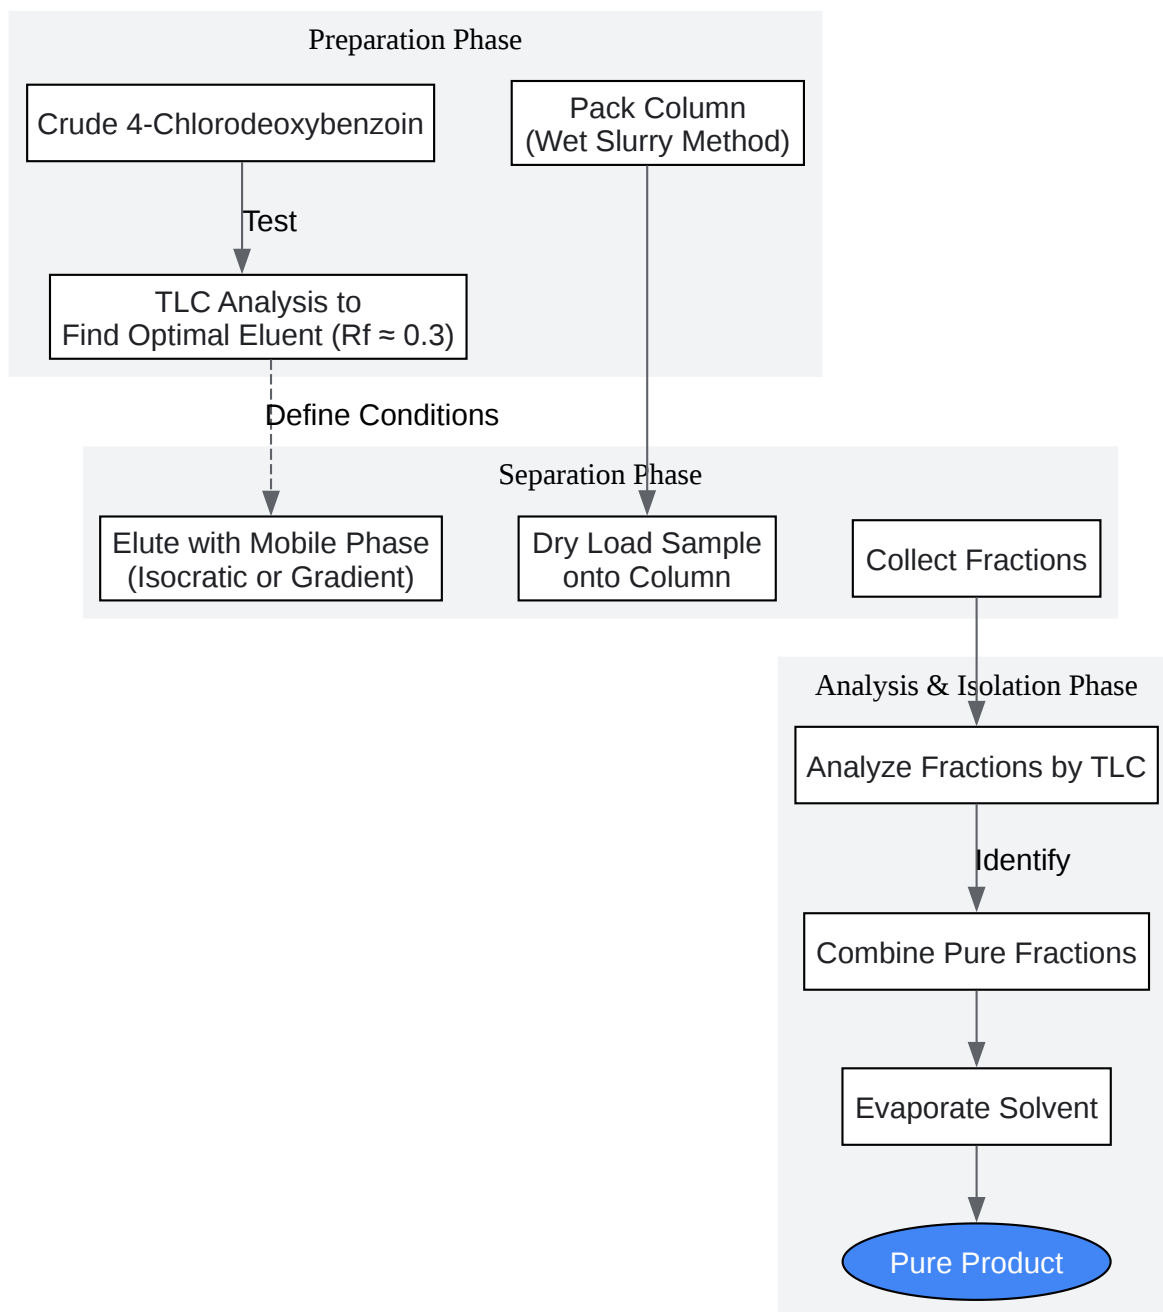 Preparation Phase
Crude 4-Chlorodeoxybenzoin
Pack Column
(Wet Slurry Method)
Test
TLC Analysis to
Find Optimal Eluent (Rf ≈ 0.3)
Define Conditions
Separation Phase
Elute with Mobile Phase
(Isocratic or Gradient)
Dry Load Sample
onto Column
Collect Fractions
Analysis & Isolation Phase
Analyze Fractions by TLC
Identify
Combine Pure Fractions
Evaporate Solvent
Pure Product